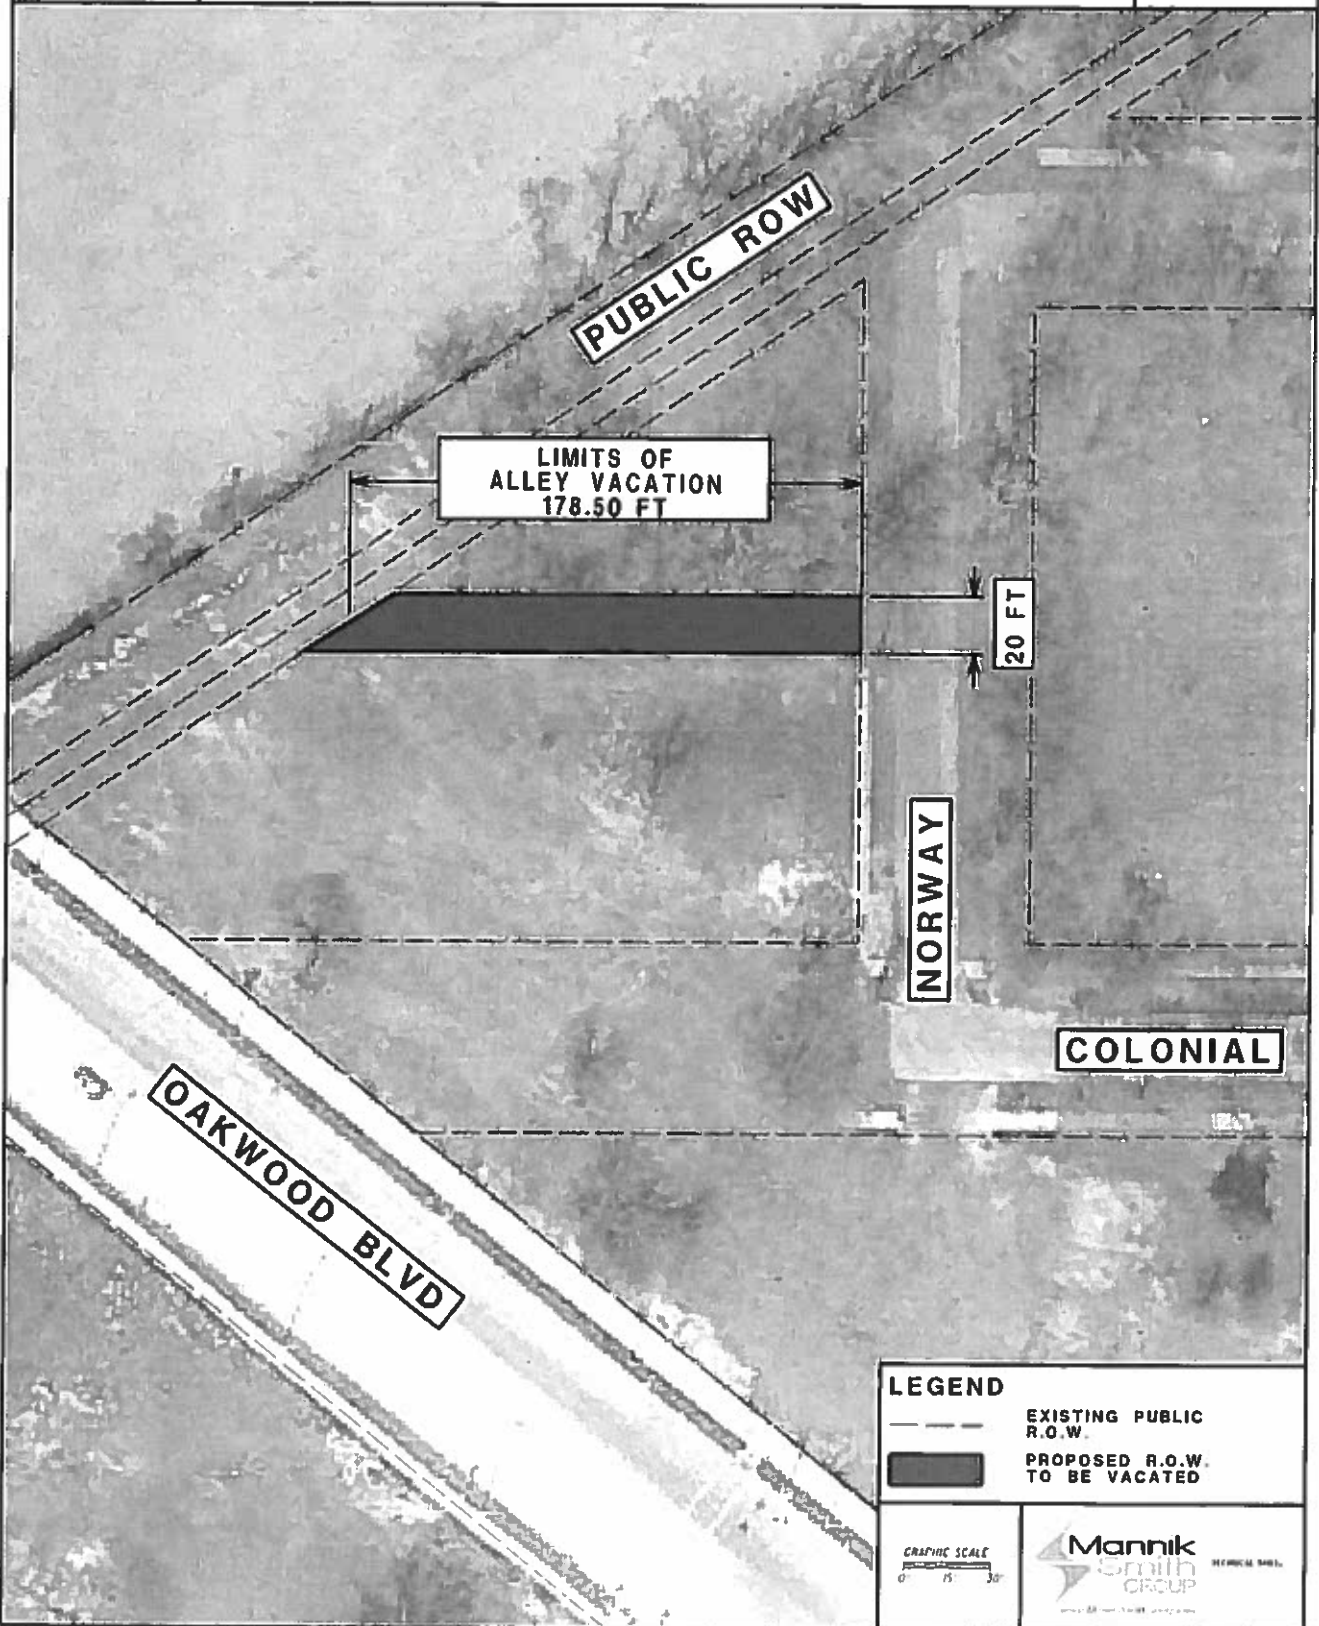 PUBLIC ROW
LIMITS OF
ALLEY VACATION
178.50 FT
20 FT
NORWAY
COLONIAL
OAKWOOD BLVD
LEGEND
EXISTING PUBLIC
R.O.W.
PROPOSED R.O.W.
TO BE VACATED
GRAPHIC SCALE
0' 15' 30'
Mannik
Smith
GROUP